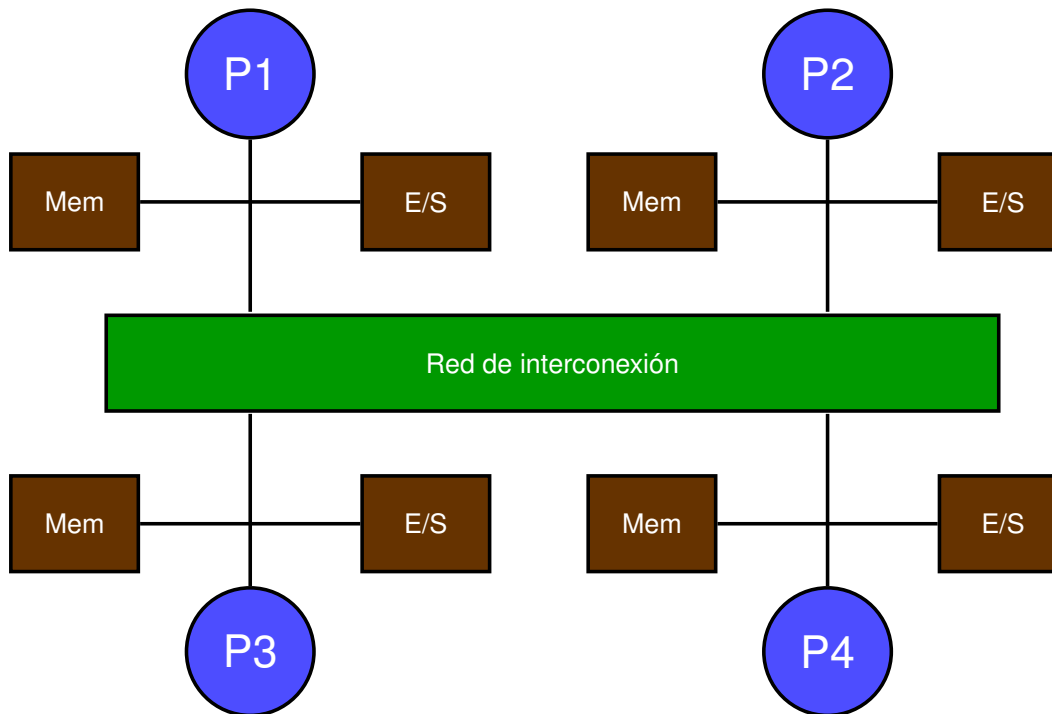 P1
P2
Mem
E/S
Mem
E/S
Red de interconexión
Mem
E/S
Mem
E/S
P3
P4